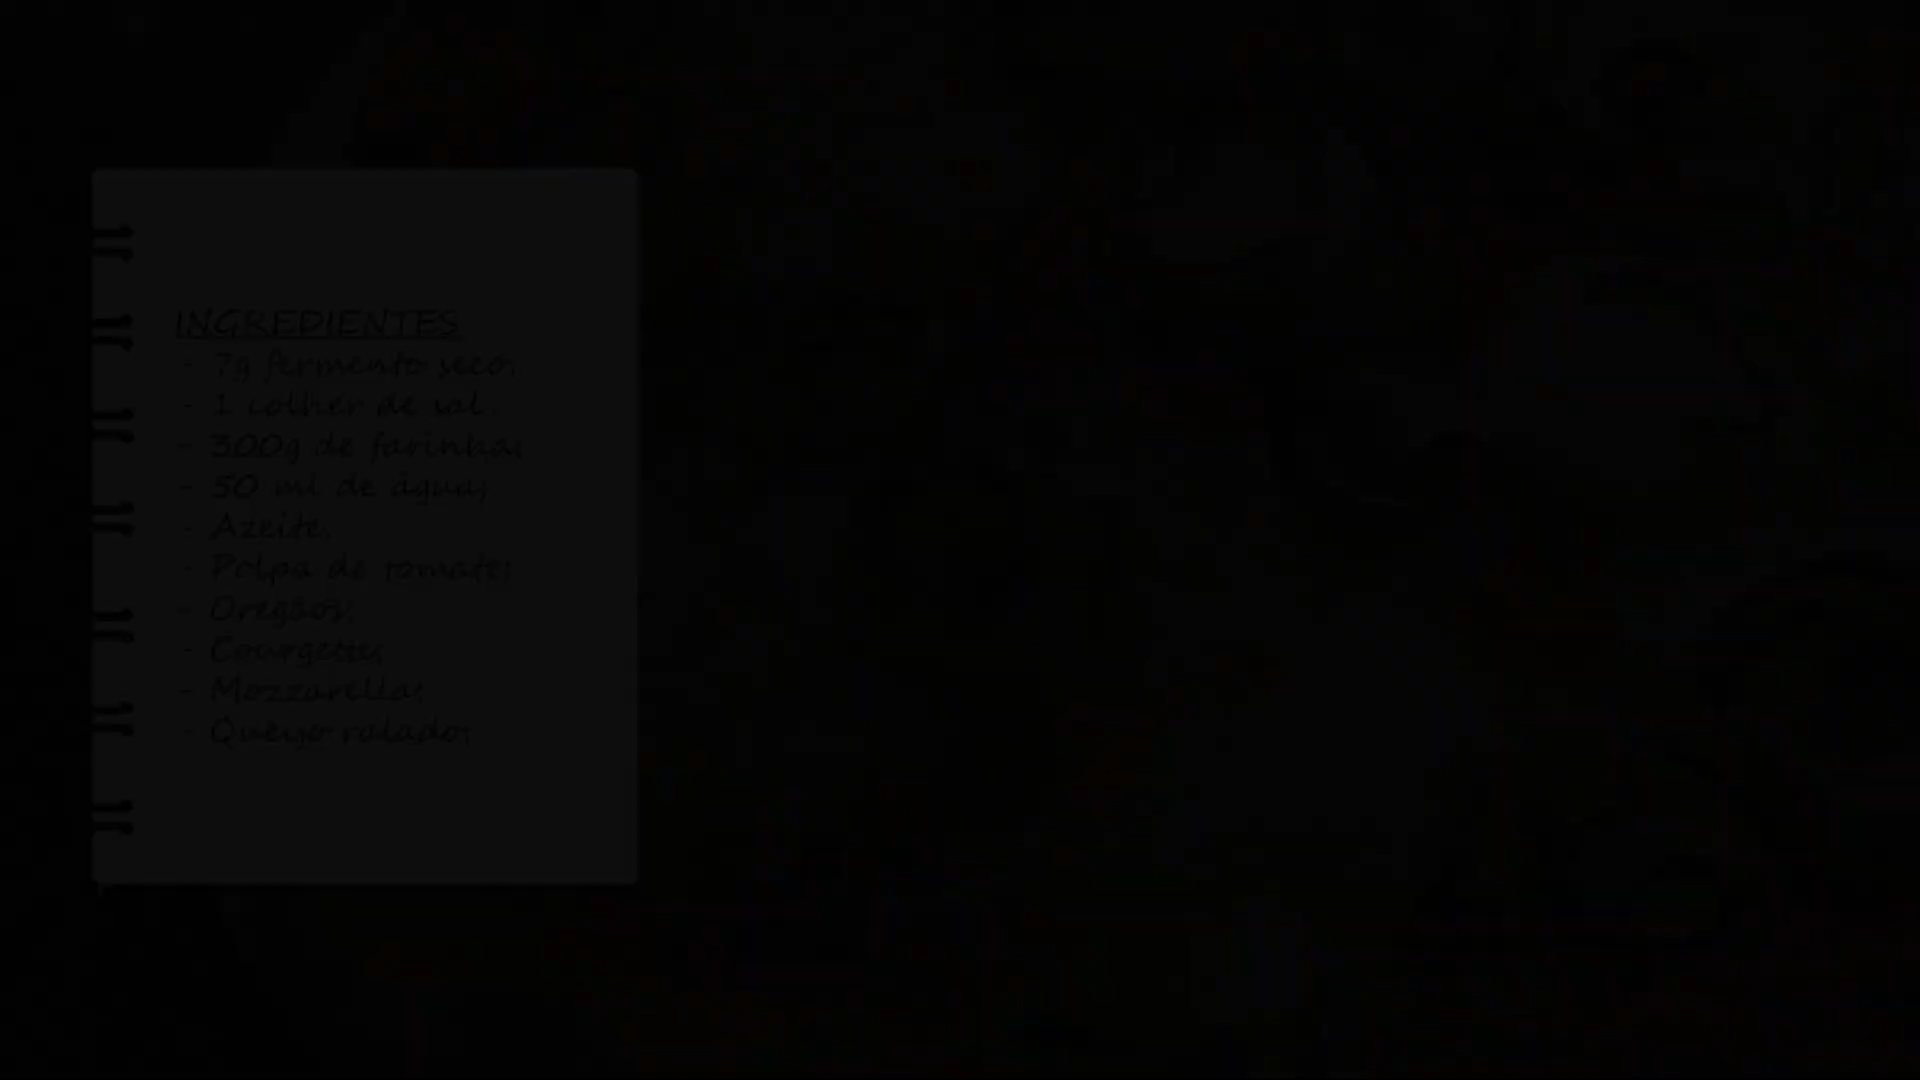 INGREDIENTES
- 7g fermento seco;
- 1 colher de sal;
- 300g de farinha;
- 50 ml de água;
- Azeite;
- Polpa de tomate;
- Oregãos;
- Courgette;
- Mozzarella;
- Queijo ralado;